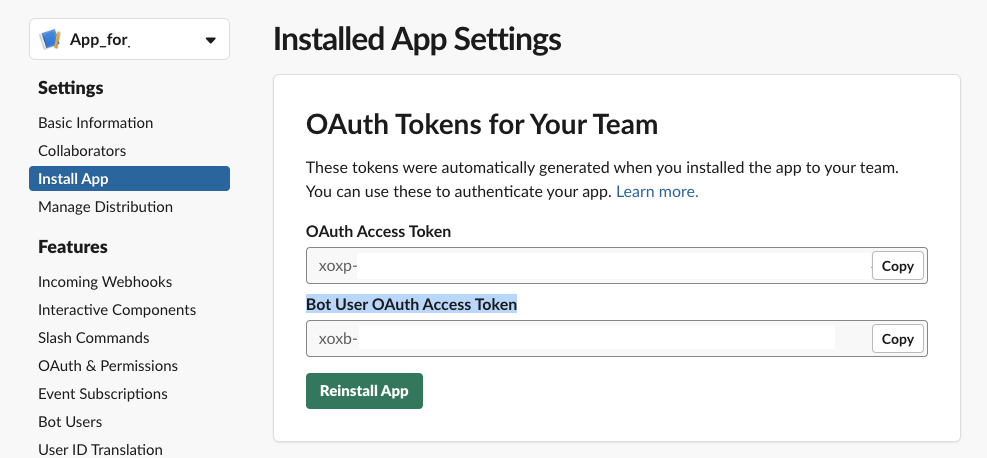 App_for_
Settings
Basic Information
Collaborators
Install App
Manage Distribution
Features
Incoming Webhooks
Interactive Components
Slash Commands
OAuth & Permissions
Event Subscriptions
Bot Users
User ID Translation
Installed App Settings
OAuth Tokens for Your Team
These tokens were automatically generated when you installed the app to your team.
You can use these to authenticate your app. Learn more.
OAuth Access Token
xoxp- Copy
Bot User OAuth Access Token
xoxb- Copy
Reinstall App